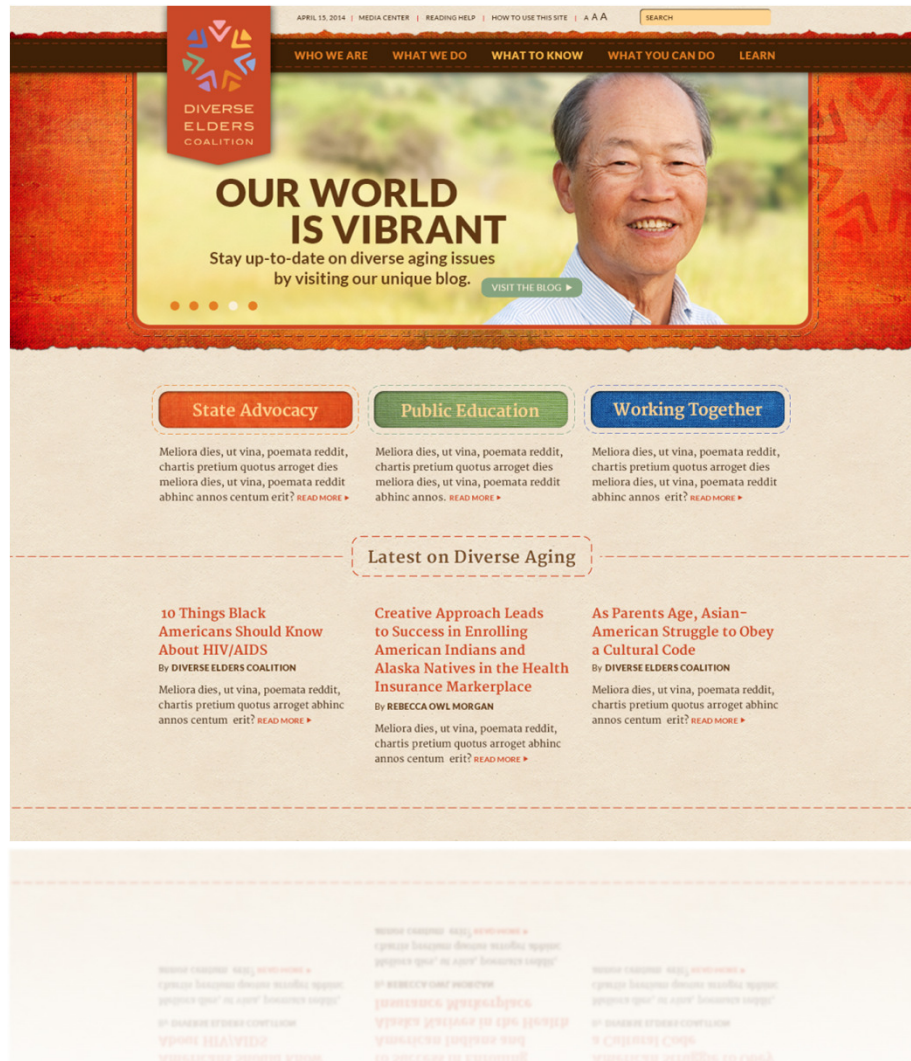 APRIL 15, 2014 | MEDIA CENTER | READING HELP | HOW TO USE THIS SITE | A A A
SEARCH
WHO WE ARE WHAT WE DO WHAT TO KNOW WHAT YOU CAN DO LEARN
DIVERSE
ELDERS
COALITION
OUR WORLD
IS VIBRANT
Stay up-to-date on diverse aging issues
by visiting our unique blog.
VISIT THE BLOG ▶
State Advocacy
Meliora dies, ut vina, poemata reddit,
chartis pretium quotus arroget dies
meliora dies, ut vina, poemata reddit
abhinc annos centum erit? READ MORE ▶
Public Education
Meliora dies, ut vina, poemata reddit,
chartis pretium quotus arroget dies
meliora dies, ut vina, poemata reddit
abhinc annos. READ MORE ▶
Working Together
Meliora dies, ut vina, poemata reddit,
chartis pretium quotus arroget dies
meliora dies, ut vina, poemata reddit
abhinc annos erit? READ MORE ▶
Latest on Diverse Aging
10 Things Black
Americans Should Know
About HIV/AIDS
By DIVERSE ELDERS COALITION
Meliora dies, ut vina, poemata reddit,
chartis pretium quotus arroget abhinc
annos centum erit? READ MORE ▶
Creative Approach Leads
to Success in Enrolling
American Indians and
Alaska Natives in the Health
Insurance Markerplace
By REBECCA OWL MORGAN
Meliora dies, ut vina, poemata reddit,
chartis pretium quotus arroget abhinc
annos centum erit? READ MORE ▶
As Parents Age, Asian-
American Struggle to Obey
a Cultural Code
By DIVERSE ELDERS COALITION
Meliora dies, ut vina, poemata reddit,
chartis pretium quotus arroget abhinc
annos centum erit? READ MORE ▶